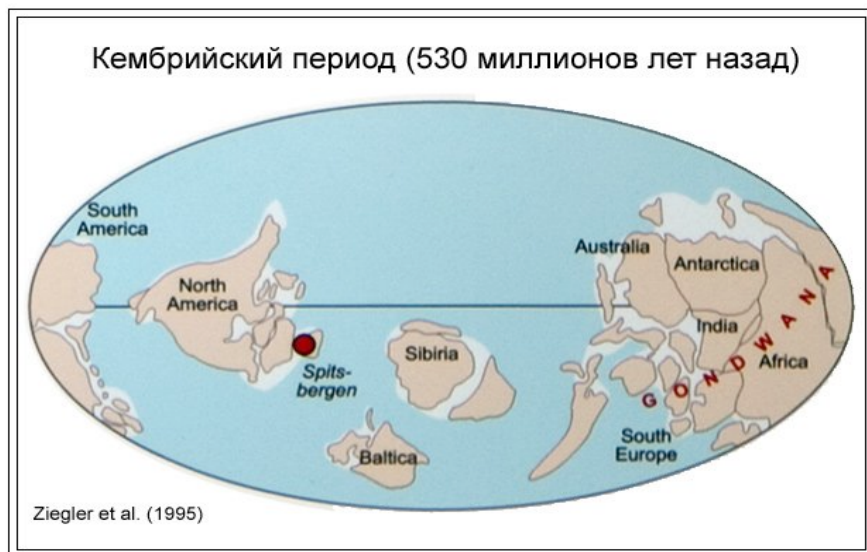 Кембрийский период (530 миллионов лет назад)
South
America
North
America
Spits-
bergen
Sibiria
Baltica
Australia
Antarctica
India
Africa
GONDWANA
South
Europe
Ziegler et al. (1995)